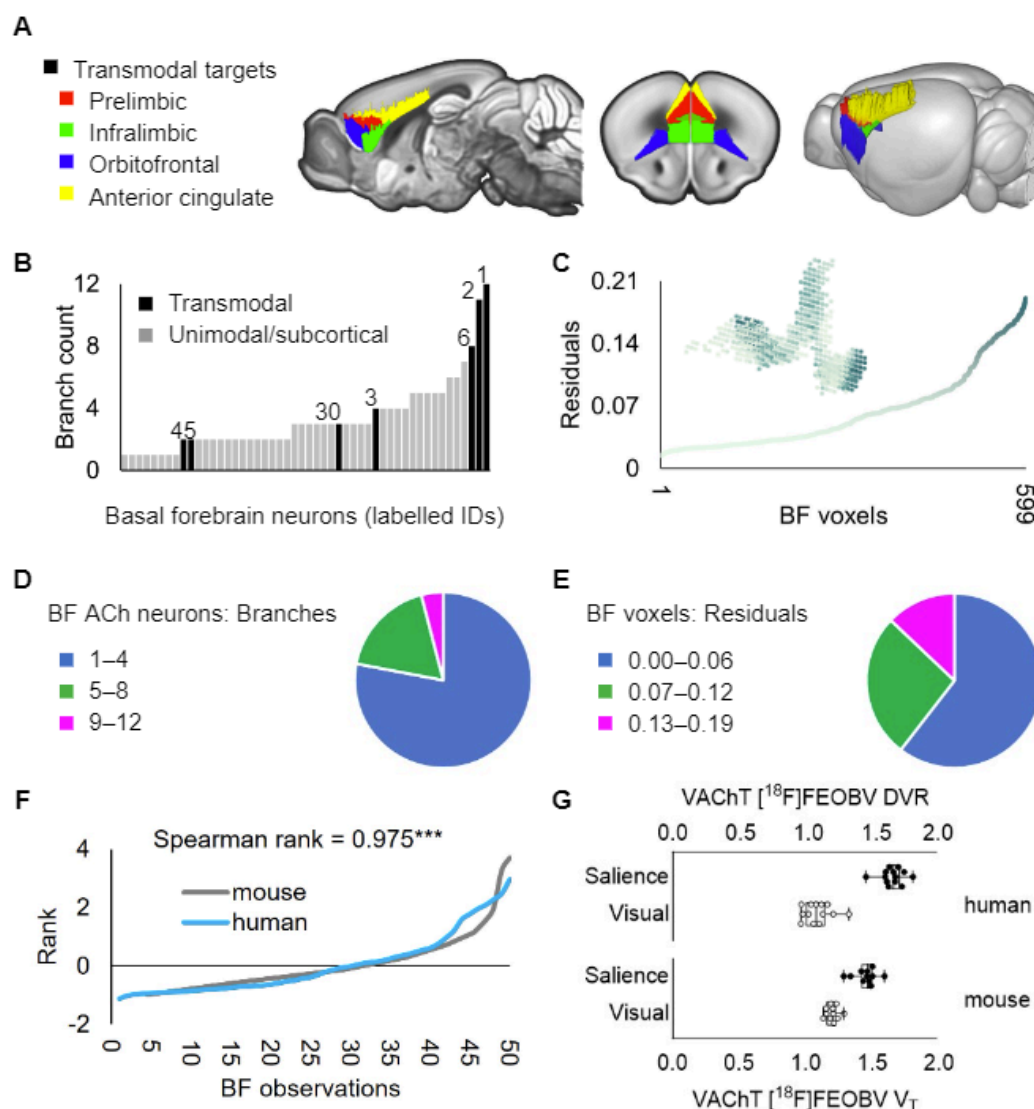 A
Transmodal targets
Prelimbic
Infralimbic
Orbitofrontal
Anterior cingulate
B
12
8
4
0
Branch count
Transmodal
Unimodal/subcortical
45
30
3
6
2
1
Basal forebrain neurons (labelled IDs)
C
0.21
0.14
0.07
0
Residuals
1
599
BF voxels
D
BF ACh neurons: Branches
1–4
5–8
9–12
E
BF voxels: Residuals
0.00–0.06
0.07–0.12
0.13–0.19
F
Spearman rank = 0.975***
mouse
human
4
2
0
-2
Rank
0 5 10 15 20 25 30 35 40 45 50
BF observations
G
VAChT [¹⁸F]FEOBV DVR
0.0 0.5 1.0 1.5 2.0
Salience
Visual
human
Salience
Visual
mouse
0.0 0.5 1.0 1.5 2.0
VAChT [¹⁸F]FEOBV V_T